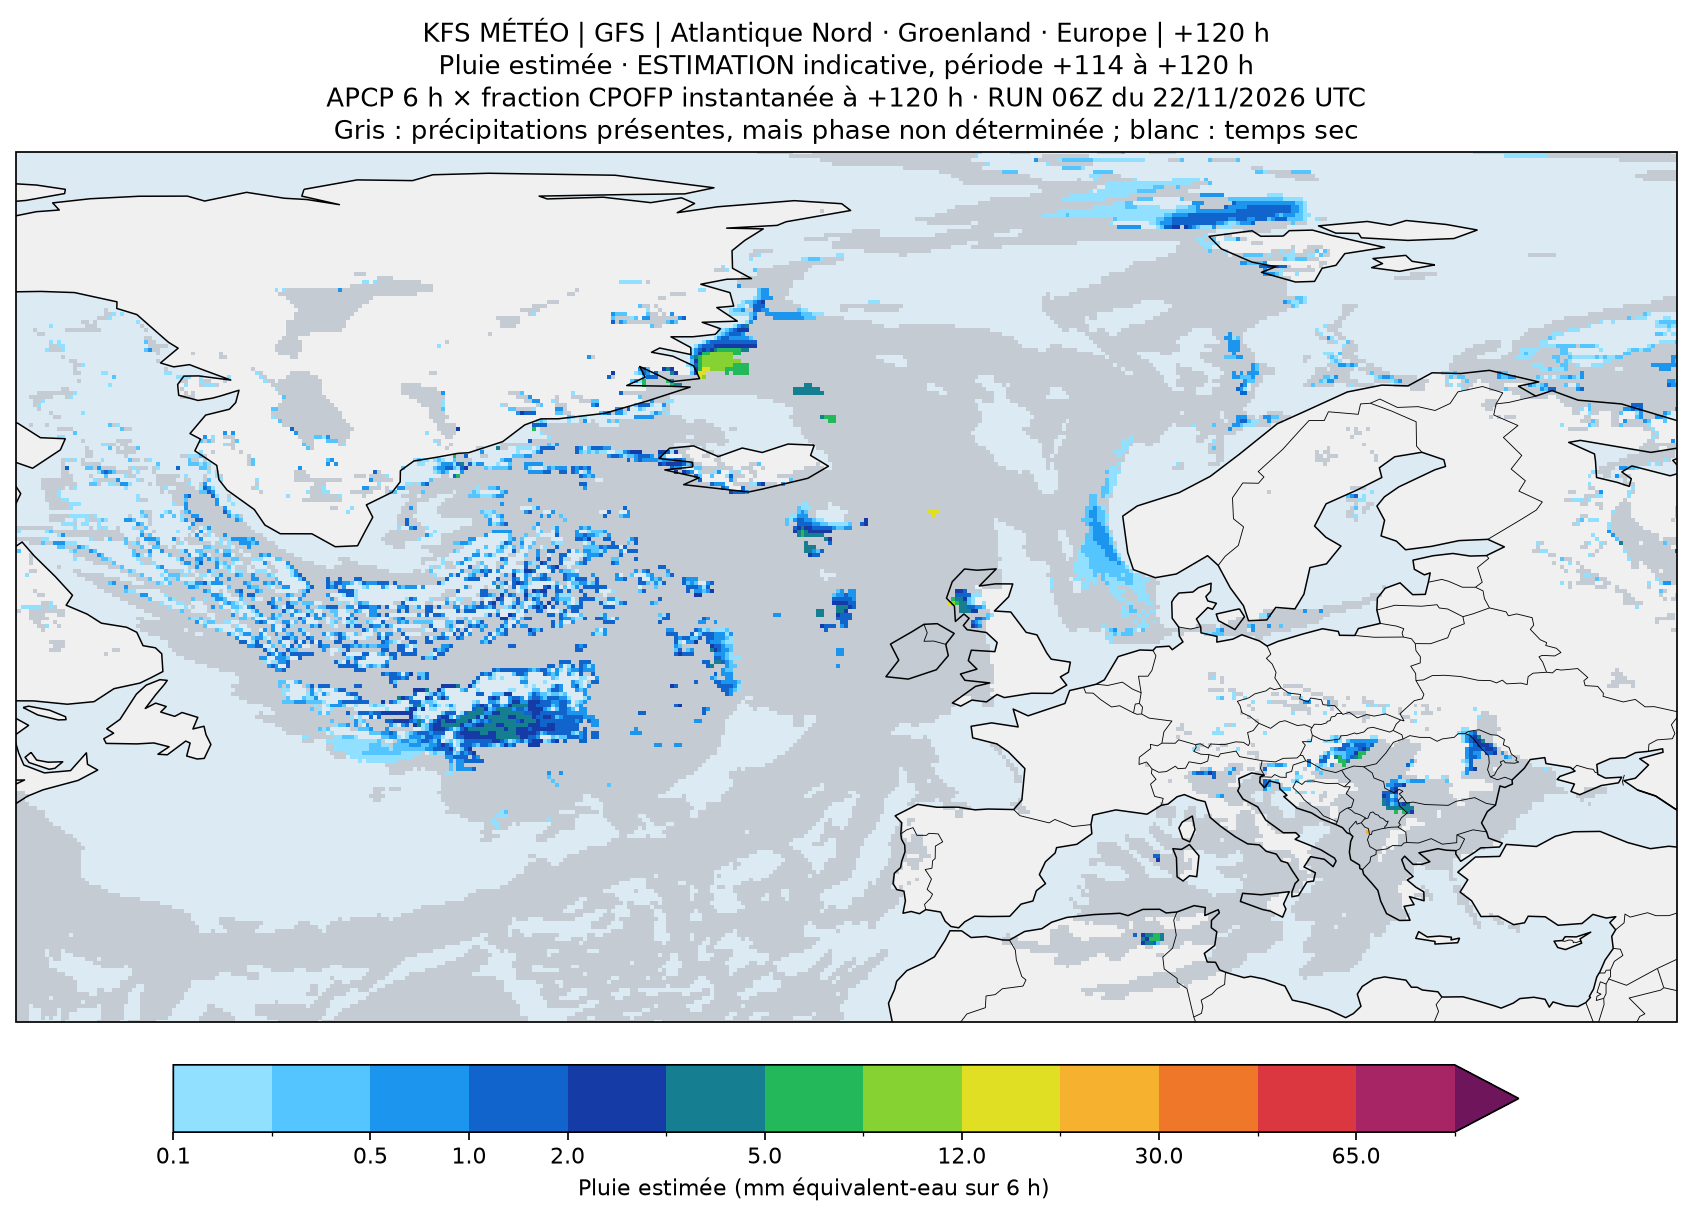 KFS MÉTÉO | GFS | Atlantique Nord · Groenland · Europe | +120 h
Pluie estimée · ESTIMATION indicative, période +114 à +120 h
APCP 6 h × fraction CPOFP instantanée à +120 h · RUN 06Z du 22/11/2026 UTC
Gris : précipitations présentes, mais phase non déterminée ; blanc : temps sec
0.1 0.5 1.0 2.0 5.0 12.0 30.0 65.0
Pluie estimée (mm équivalent-eau sur 6 h)